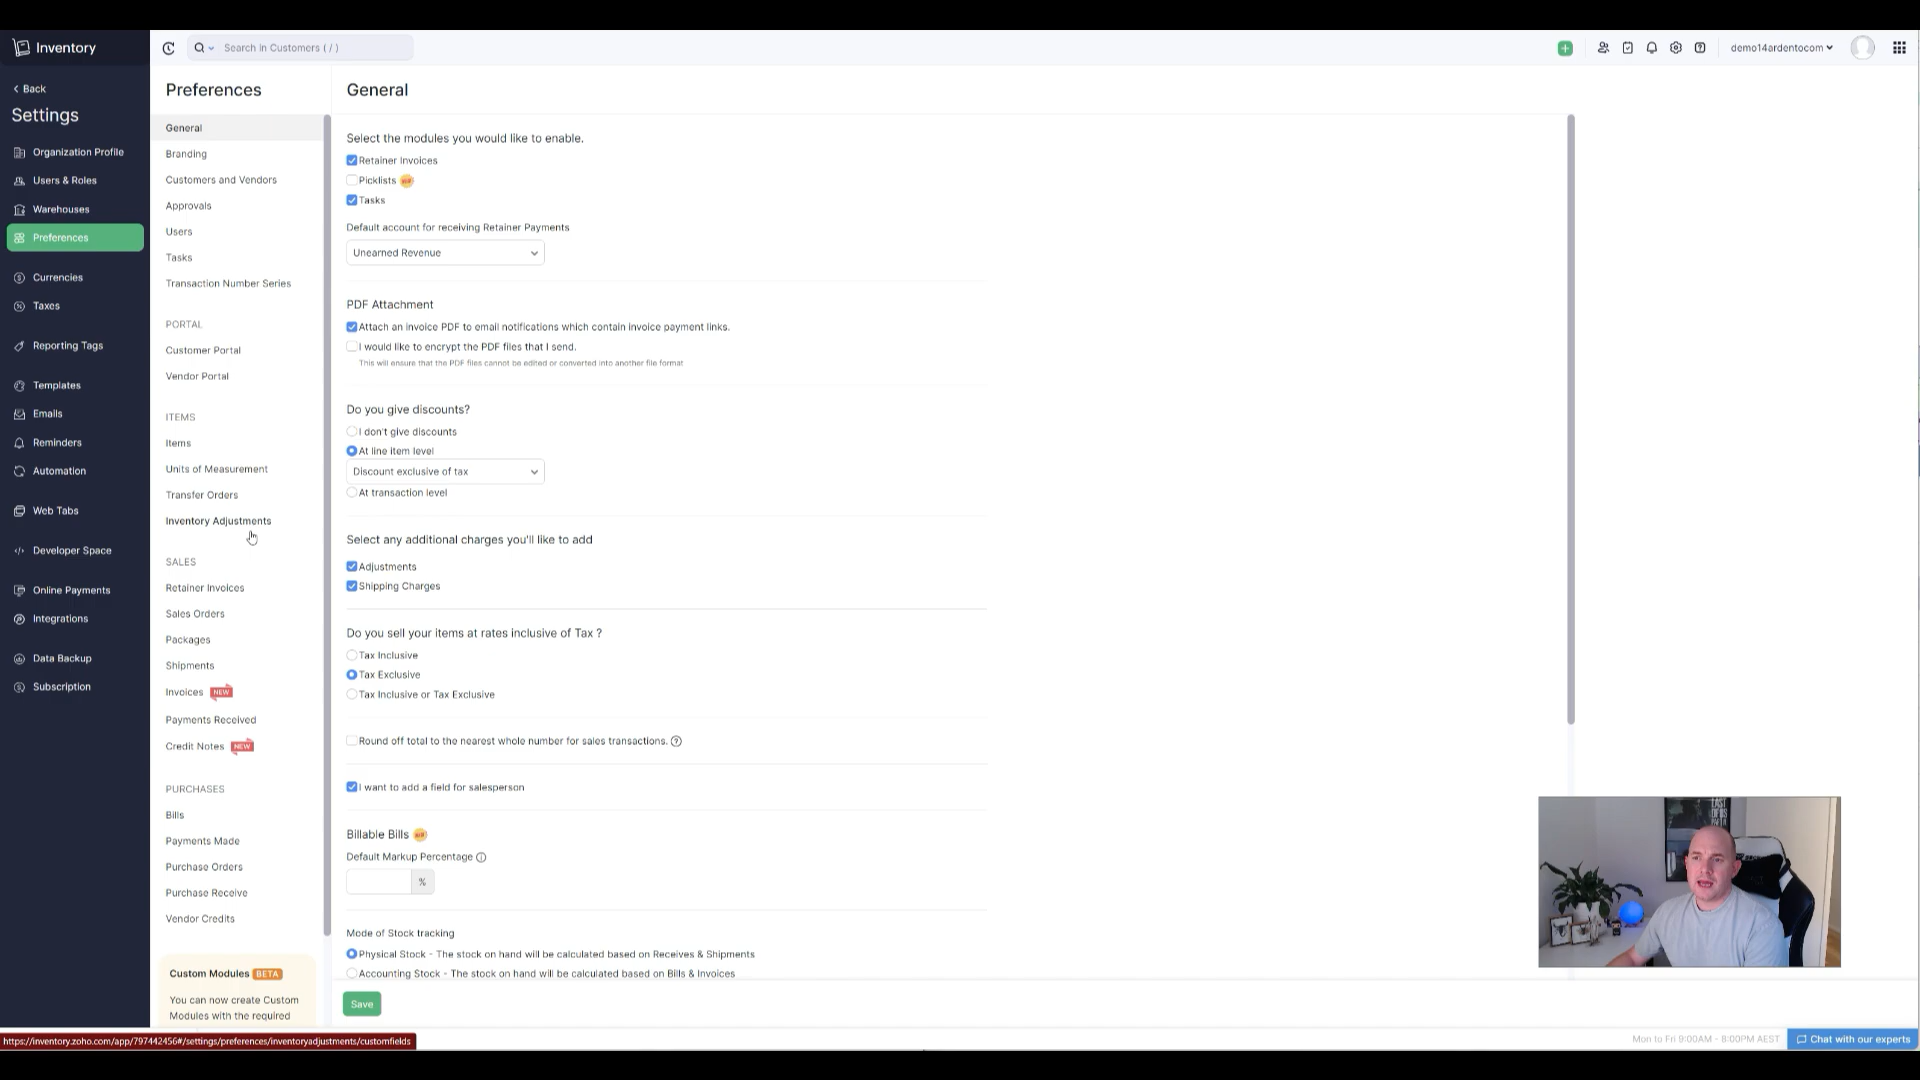 Inventory
Search in Customers ( / )
demo14ardentocom
Back
Settings
Organization Profile
Users & Roles
Warehouses
Preferences
Currencies
Taxes
Reporting Tags
Templates
Emails
Reminders
Automation
Web Tabs
Developer Space
Online Payments
Integrations
Data Backup
Subscription
Preferences
General
Branding
Customers and Vendors
Approvals
Users
Tasks
Transaction Number Series
PORTAL
Customer Portal
Vendor Portal
ITEMS
Items
Units of Measurement
Transfer Orders
Inventory Adjustments
SALES
Retainer Invoices
Sales Orders
Packages
Shipments
Invoices NEW
Payments Received
Credit Notes NEW
PURCHASES
Bills
Payments Made
Purchase Orders
Purchase Receive
Vendor Credits
Custom Modules BETA
You can now create Custom
Modules with the required
General
Select the modules you would like to enable.
Retainer Invoices
Picklists
Tasks
Default account for receiving Retainer Payments
Unearned Revenue
PDF Attachment
Attach an invoice PDF to email notifications which contain invoice payment links.
I would like to encrypt the PDF files that I send.
This will ensure that the PDF files cannot be edited or converted into another file format
Do you give discounts?
I don't give discounts
At line item level
Discount exclusive of tax
At transaction level
Select any additional charges you'll like to add
Adjustments
Shipping Charges
Do you sell your items at rates inclusive of Tax ?
Tax Inclusive
Tax Exclusive
Tax Inclusive or Tax Exclusive
Round off total to the nearest whole number for sales transactions.
I want to add a field for salesperson
Billable Bills
Default Markup Percentage
%
Mode of Stock tracking
Physical Stock - The stock on hand will be calculated based on Receives & Shipments
Accounting Stock - The stock on hand will be calculated based on Bills & Invoices
Save
https://inventory.zoho.com/app/797442456#/settings/preferences/inventoryadjustments/customfields
Mon to Fri 9:00AM - 8:00PM AEST
Chat with our experts